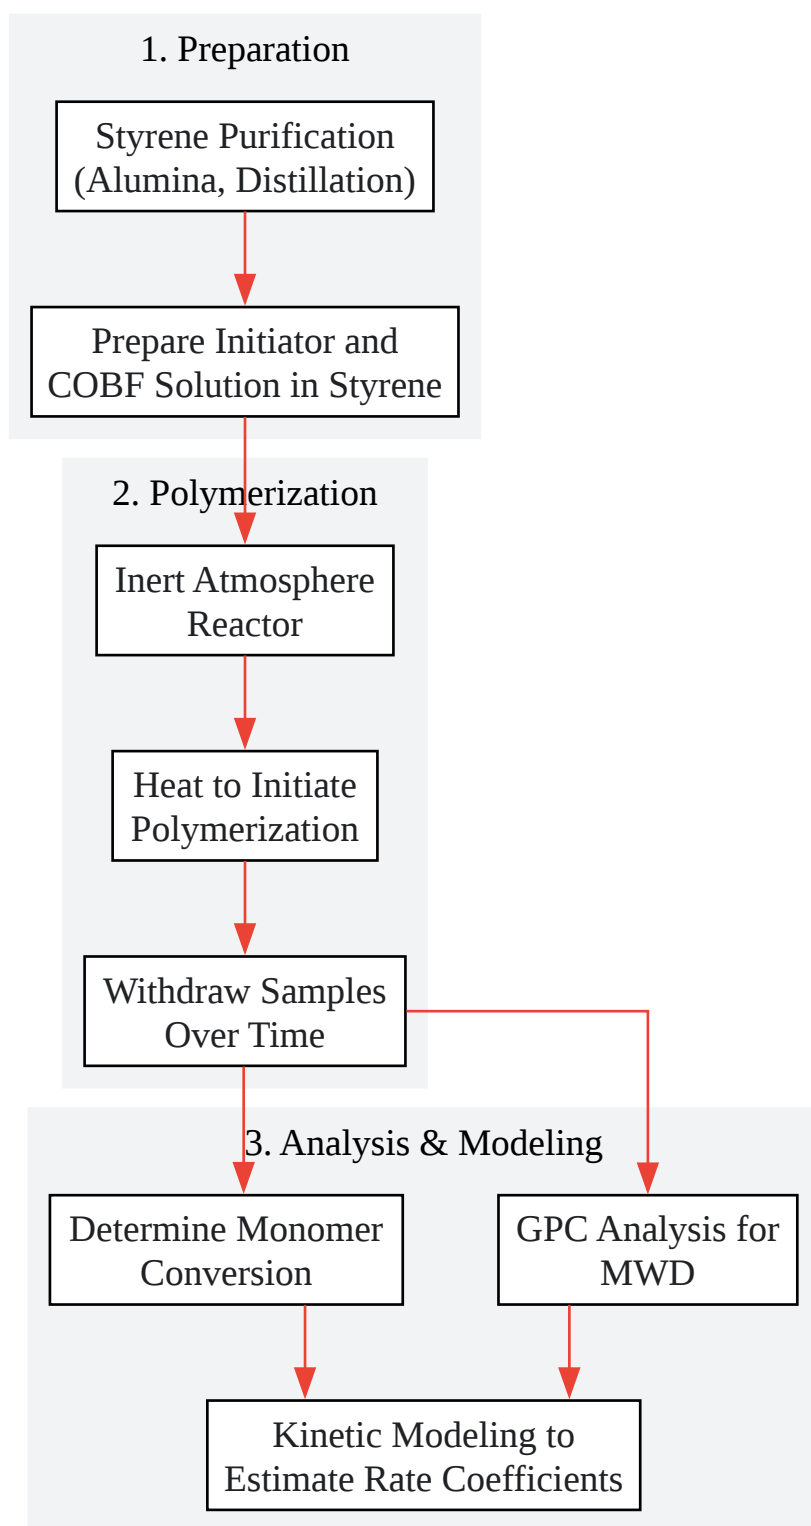 1. Preparation
Styrene Purification
(Alumina, Distillation)
Prepare Initiator and
COBF Solution in Styrene
2. Polymerization
Inert Atmosphere
Reactor
Heat to Initiate
Polymerization
Withdraw Samples
Over Time
3. Analysis & Modeling
Determine Monomer
Conversion
GPC Analysis for
MWD
Kinetic Modeling to
Estimate Rate Coefficients